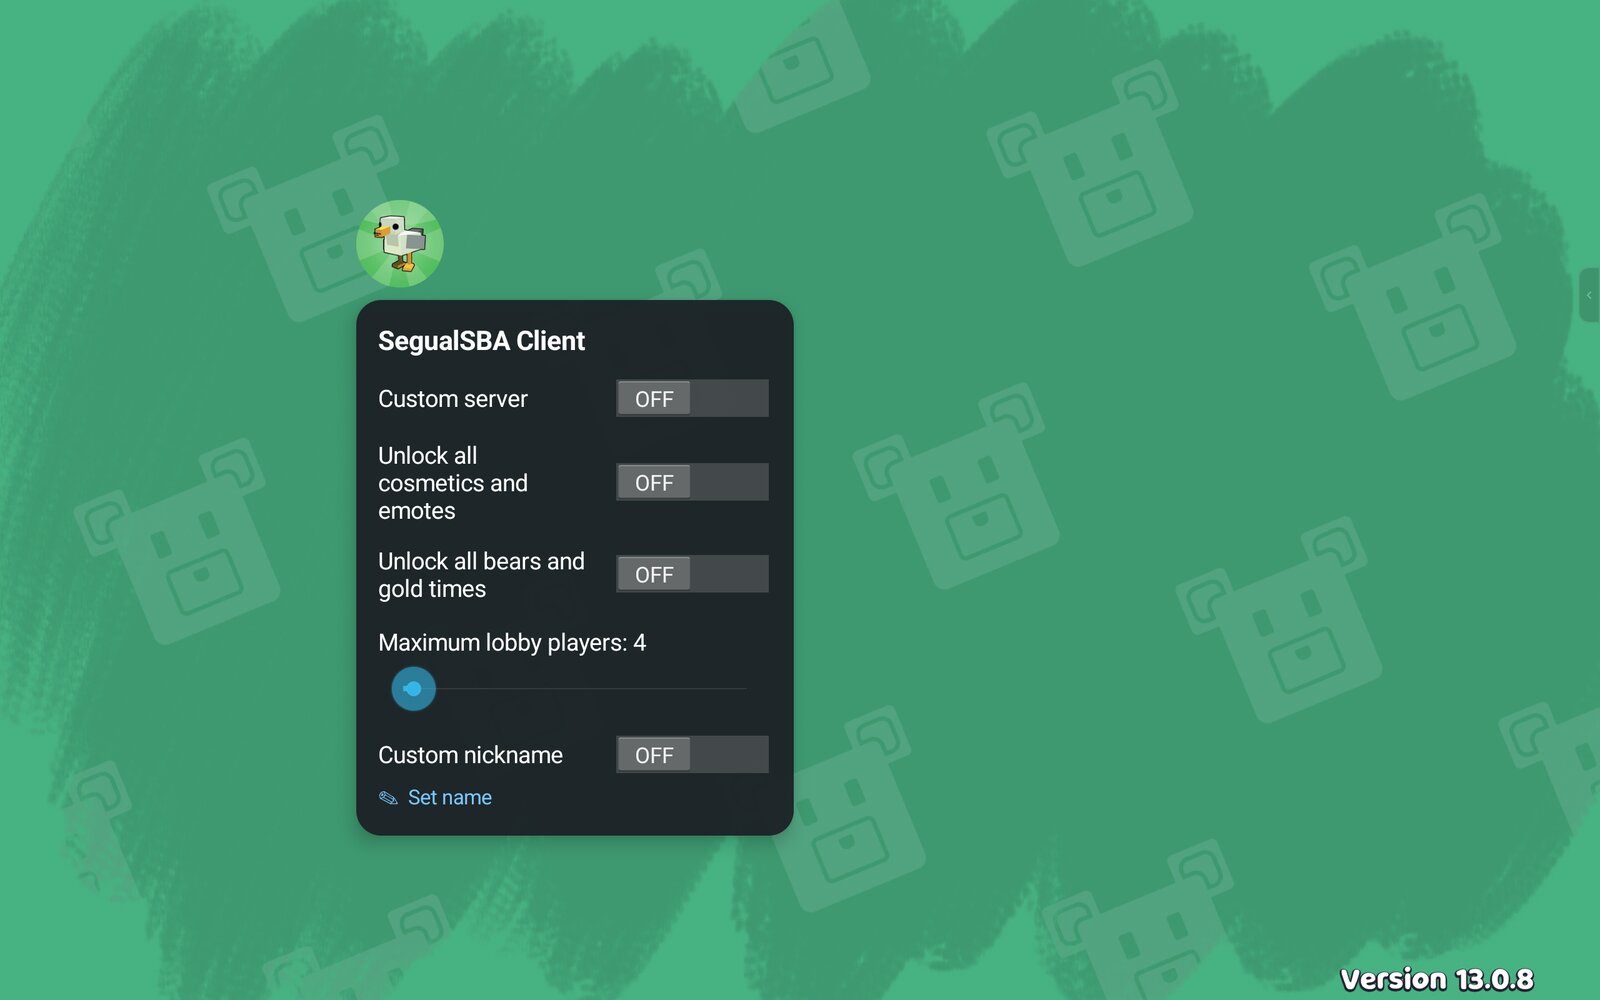 SegualSBA Client
Custom server
OFF
Unlock all
cosmetics and
emotes
OFF
Unlock all bears and
gold times
OFF
Maximum lobby players: 4
Custom nickname
OFF
✎ Set name
Version 13.0.8